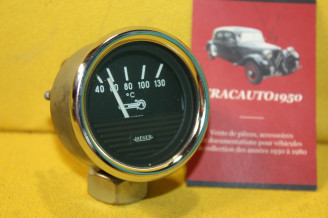 40 80 100 130
°C
JAEGER
TRACAUTO1950
Vente de pièces, accessoires
et documentations pour véhicules
de collection des années 1930 à 1980